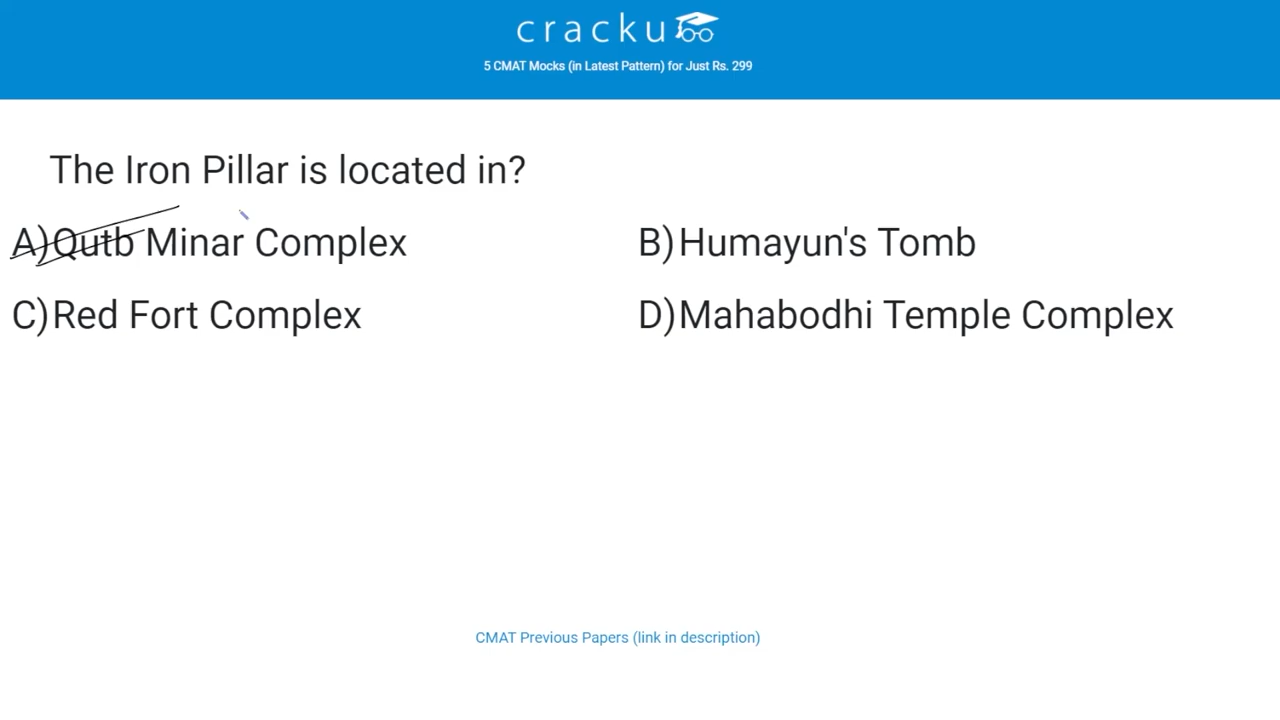 cracku
5 CMAT Mocks (in Latest Pattern) for Just Rs. 299
The Iron Pillar is located in?
A)Qutb Minar Complex
B)Humayun's Tomb
C)Red Fort Complex
D)Mahabodhi Temple Complex
CMAT Previous Papers (link in description)